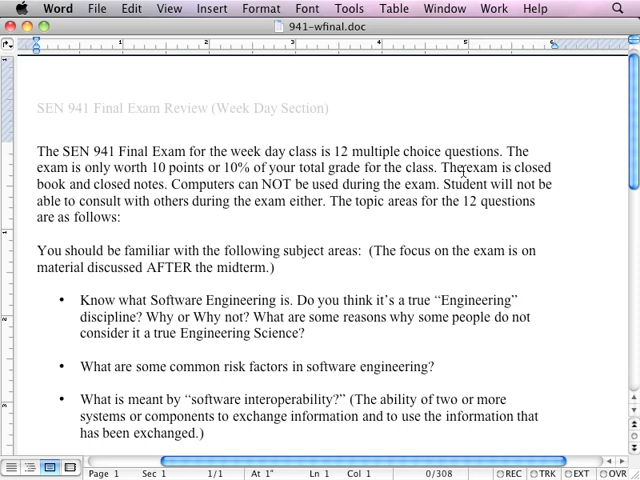 Word File Edit View Insert Format Font Tools Table Window Work Help
941-wfinal.doc
1 2 3 4 5 6
SEN 941 Final Exam Review (Week Day Section)
The SEN 941 Final Exam for the week day class is 12 multiple choice questions. The
exam is only worth 10 points or 10% of your total grade for the class. The exam is closed
book and closed notes. Computers can NOT be used during the exam. Student will not be
able to consult with others during the exam either. The topic areas for the 12 questions
are as follows:
You should be familiar with the following subject areas: (The focus on the exam is on
material discussed AFTER the midterm.)
• Know what Software Engineering is. Do you think it’s a true “Engineering”
discipline? Why or Why not? What are some reasons why some people do not
consider it a true Engineering Science?
• What are some common risk factors in software engineering?
• What is meant by “software interoperability?” (The ability of two or more
systems or components to exchange information and to use the information that
has been exchanged.)
Page 1 Sec 1 1/1 At 1" Ln 1 Col 1 0/308 REC TRK EXT OVR